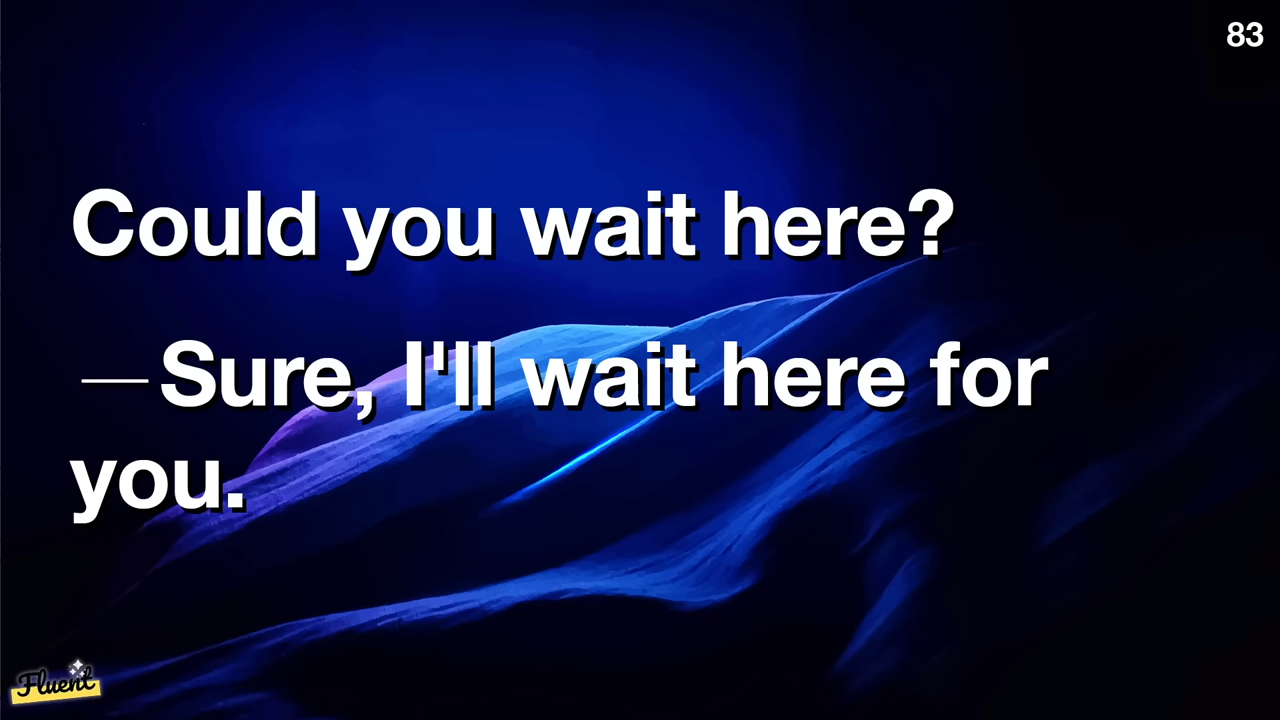 83
Could you wait here?
—Sure, I'll wait here for
you.
Fluent